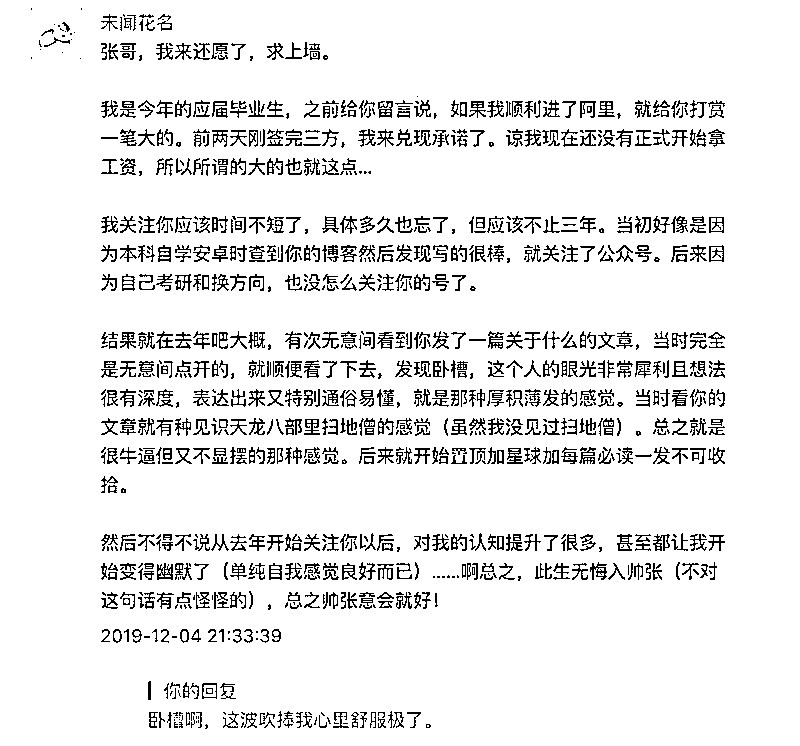 未闻花名
张哥，我来还愿了，求上墙。
我是今年的应届毕业生，之前给你留言说，如果我顺利进了阿里，就给你打赏
一笔大的。前两天刚签完三方，我来兑现承诺了。谅我现在还没有正式开始拿
工资，所以所谓的大的也就这点...
我关注你应该时间不短了，具体多久也忘了，但应该不止三年。当初好像是因
为本科自学安卓时查到你的博客然后发现写的很棒，就关注了公众号。后来因
为自己考研和换方向，也没怎么关注你的号了。
结果就在去年吧大概，有次无意间看到你发了一篇关于什么的文章，当时完全
是无意间点开的，就顺便看了下去，发现卧槽，这个人的眼光非常犀利且想法
很有深度，表达出来又特别通俗易懂，就是那种厚积薄发的感觉。当时看你的
文章就有种见识天龙八部里扫地僧的感觉（虽然我没见过扫地僧）。总之就是
很牛逼但又不显摆的那种感觉。后来就开始置顶加星球加每篇必读一发不可收
拾。
然后不得不说从去年开始关注你以后，对我的认知提升了很多，甚至都让我开
始变得幽默了（单纯自我感觉良好而已）......啊总之，此生无悔入帅张（不对
这句话有点怪怪的），总之帅张意会就好！
2019-12-04 21:33:39
你的回复
卧槽啊，这波吹捧我心里舒服极了。